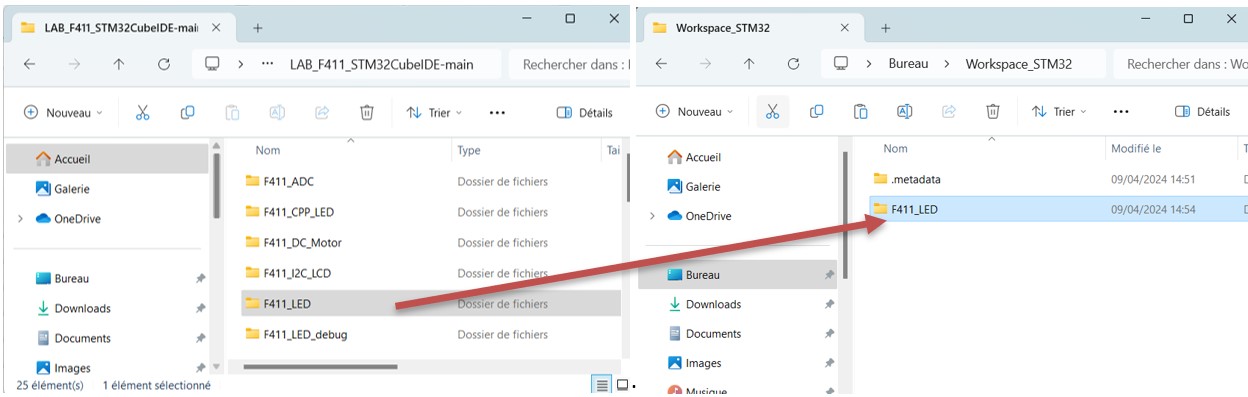 LAB_F411_STM32CubeIDE-mai
LAB_F411_STM32CubeIDE-main
Rechercher dans :
Nouveau
Trier
Détails
Accueil
Galerie
OneDrive
Bureau
Downloads
Documents
Images
Nom Type Tai
F411_ADC Dossier de fichiers
F411_CPP_LED Dossier de fichiers
F411_DC_Motor Dossier de fichiers
F411_I2C_LCD Dossier de fichiers
F411_LED Dossier de fichiers
F411_LED_debug Dossier de fichiers
25 élément(s) 1 élément sélectionné
Workspace_STM32
Bureau > Workspace_STM32
Rechercher dans : Wo
Nouveau
Trier
Détails
Accueil
Galerie
OneDrive
Bureau
Downloads
Documents
Images
Musique
Nom Modifié le
.metadata 09/04/2024 14:51
F411_LED 09/04/2024 14:54